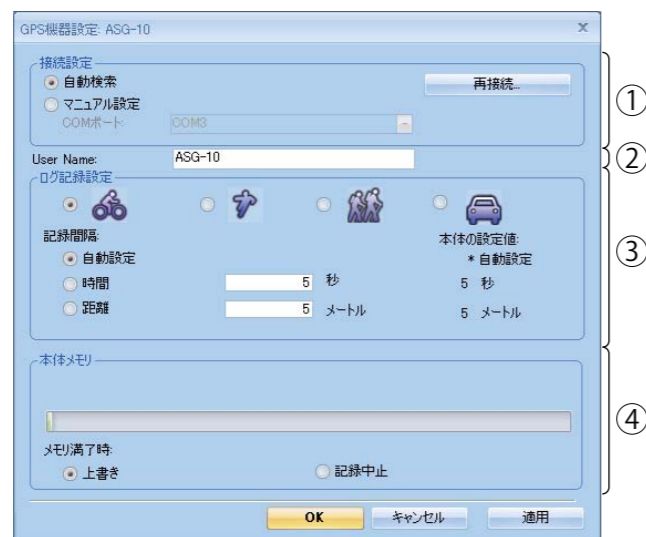 GPS機器設定: ASG-10
x
接続設定
自動検索
再接続...
マニュアル設定
COMポート:
COM3
①
User Name:
ASG-10
②
ログ記録設定
記録間隔:
本体の設定値:
自動設定
* 自動設定
時間
5 秒
5 秒
距離
5 メートル
5 メートル
③
本体メモリ
メモリ満了時:
上書き
記録中止
④
OK
キャンセル
適用